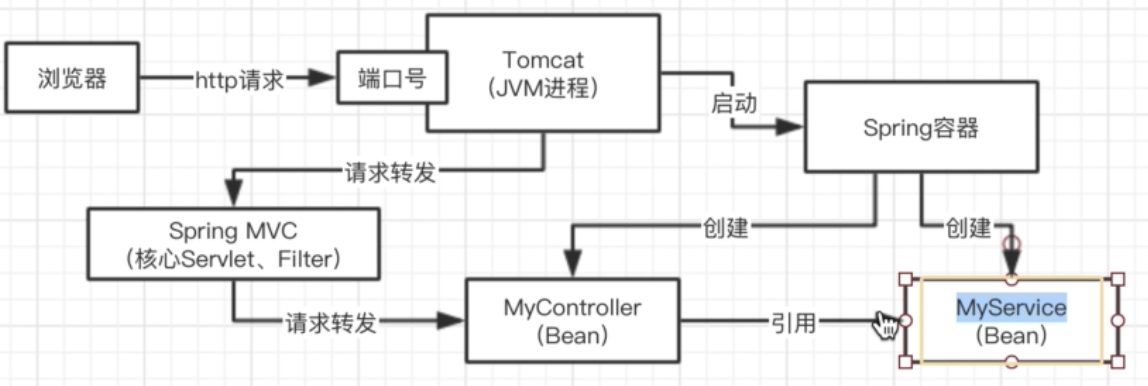 浏览器
http请求
端口号
Tomcat
（JVM进程）
启动
Spring容器
请求转发
Spring MVC
（核心Servlet、Filter）
创建
创建
请求转发
MyController
（Bean）
引用
MyService
（Bean）